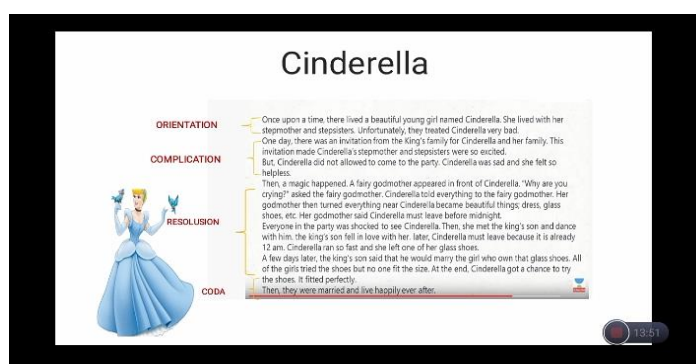 Cinderella
ORIENTATION
Once upon a time, there lived a beautiful young girl named Cinderella. She lived with her
stepmother and stepsisters. Unfortunately, they treated Cinderella very bad.
COMPLICATION
One day, there was an invitation from the King's family for Cinderella and her family. This
invitation made Cinderella's stepmother and stepsisters were so excited.
But, Cinderella did not allowed to come to the party. Cinderella was sad and she felt so
helpless.
RESOLUSION
Then, a magic happened. A fairy godmother appeared in front of Cinderella. "Why are you
crying?" asked the fairy godmother. Cinderella told everything to the fairy godmother. Her
godmother then turned everything near Cinderella became beautiful things; dress, glass
shoes, etc. Her godmother said Cinderella must leave before midnight.
Everyone in the party was shocked to see Cinderella. Then, she met the king's son and dance
with him. the king's son fell in love with her. later, Cinderella must leave because it is already
12 am. Cinderella ran so fast and she left one of her glass shoes.
A few days later, the king's son said that he would marry the girl who own that glass shoes. All
of the girls tried the shoes but no one fit the size. At the end, Cinderella got a chance to try
the shoes. It fitted perfectly.
CODA
Then, they were married and live happily ever after.
13:51